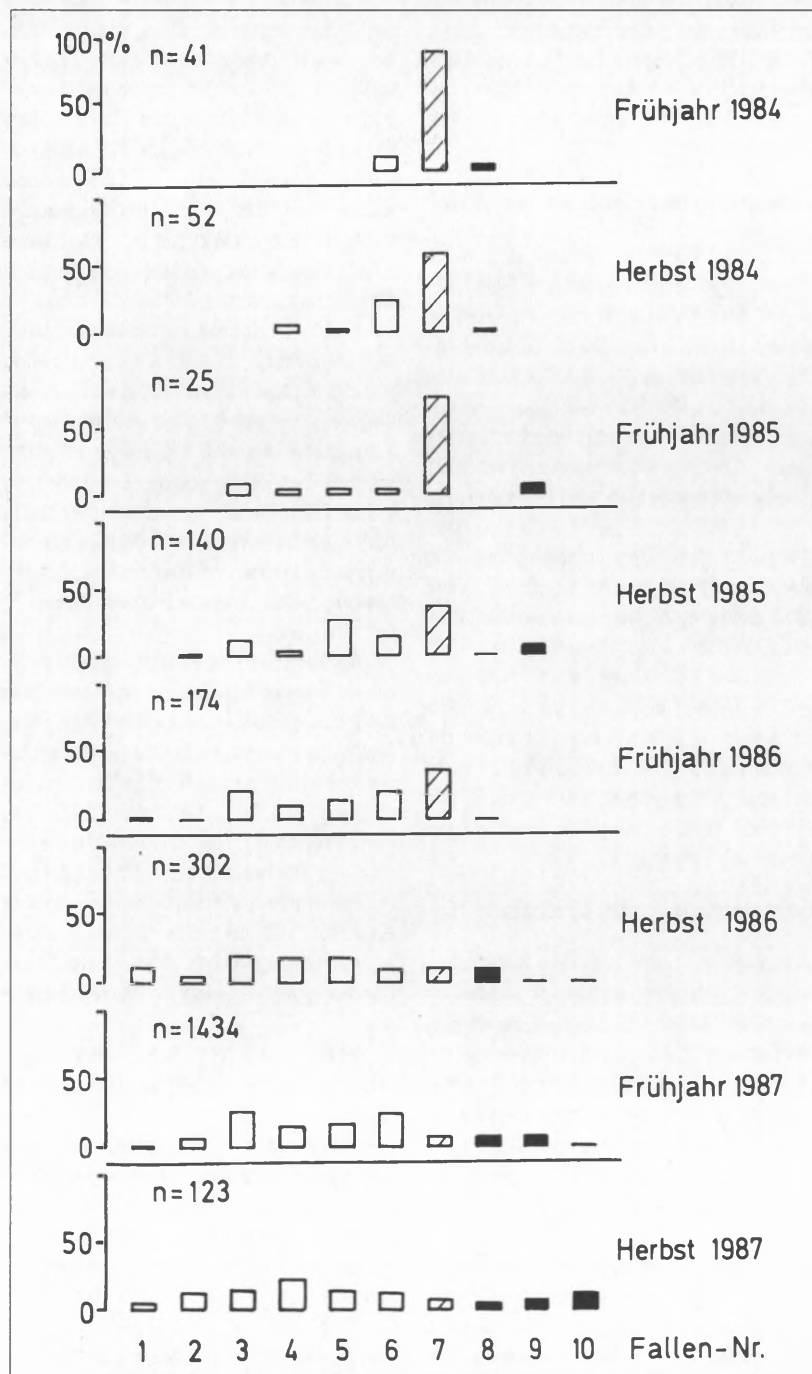 100 % n=41
50
0
Frühjahr 1984
n=52
50
0
Herbst 1984
n=25
50
0
Frühjahr 1985
n=140
50
0
Herbst 1985
n=174
50
0
Frühjahr 1986
n=302
50
0
Herbst 1986
n=1434
50
0
Frühjahr 1987
n=123
50
0
Herbst 1987
1 2 3 4 5 6 7 8 9 10 Fallen-Nr.